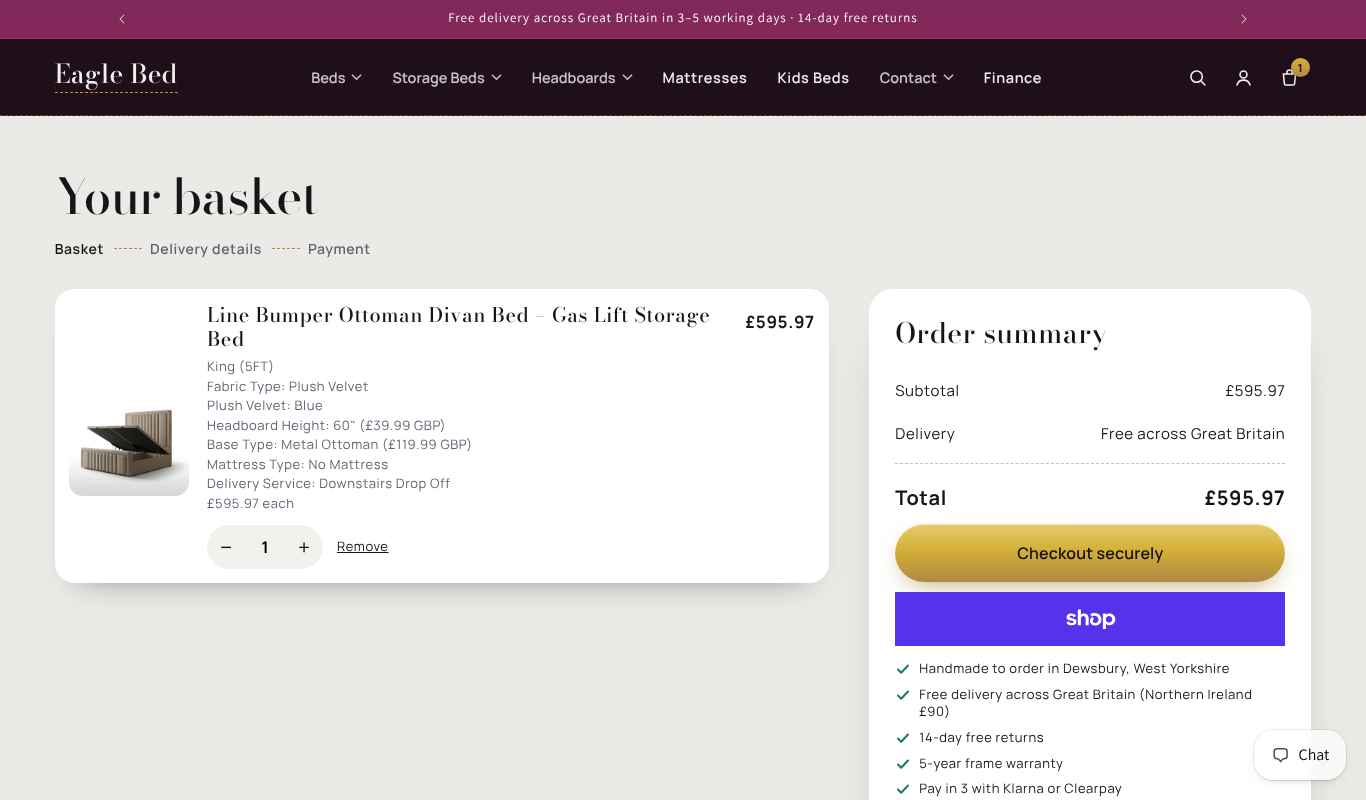 Free delivery across Great Britain in 3–5 working days · 14-day free returns
Eagle Bed
Beds
Storage Beds
Headboards
Mattresses
Kids Beds
Contact
Finance
1
Your basket
Basket
Delivery details
Payment
Line Bumper Ottoman Divan Bed – Gas Lift Storage
Bed
£595.97
King (5FT)
Fabric Type: Plush Velvet
Plush Velvet: Blue
Headboard Height: 60" (£39.99 GBP)
Base Type: Metal Ottoman (£119.99 GBP)
Mattress Type: No Mattress
Delivery Service: Downstairs Drop Off
£595.97 each
− 1 +
Remove
Order summary
Subtotal £595.97
Delivery Free across Great Britain
Total £595.97
Checkout securely
shop
Handmade to order in Dewsbury, West Yorkshire
Free delivery across Great Britain (Northern Ireland
£90)
14-day free returns
5-year frame warranty
Pay in 3 with Klarna or Clearpay
Chat